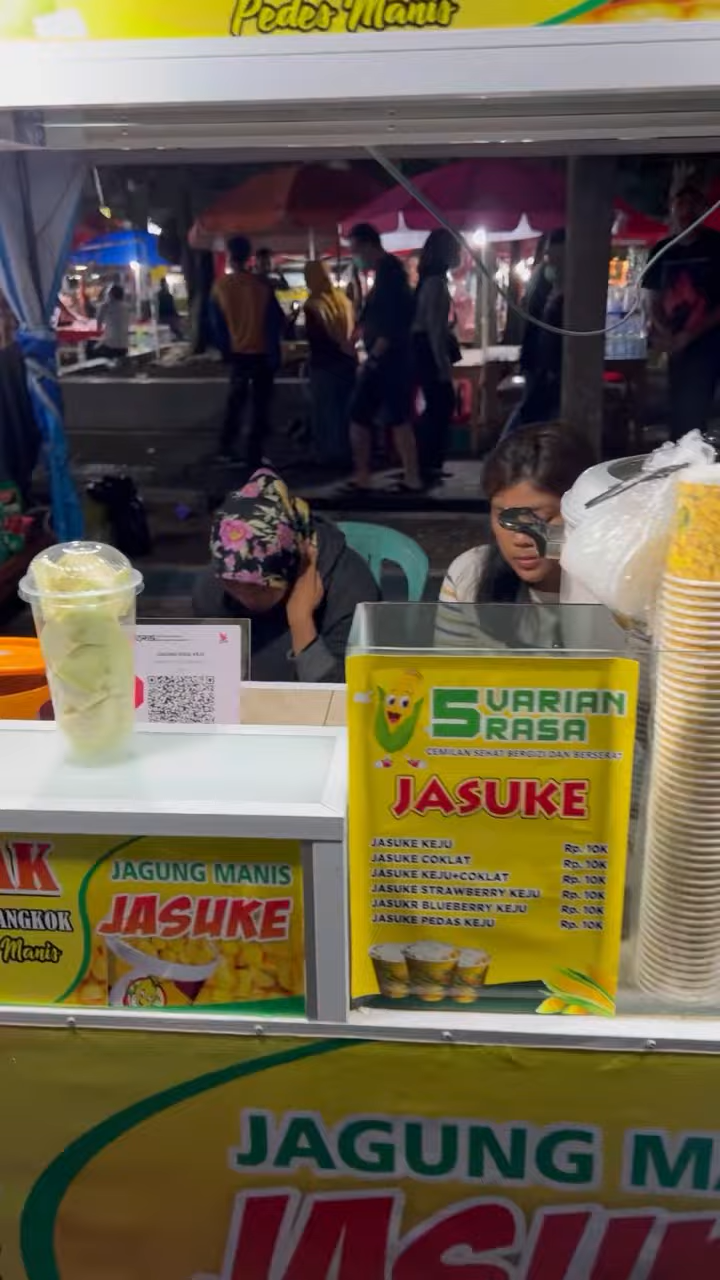 Pedes Manis
5 VARIAN
RASA
CEMILAN SEHAT BERGIZI DAN BERSERAT
JASUKE
JASUKE KEJU Rp. 10K
JASUKE COKLAT Rp. 10K
JASUKE KEJU+COKLAT Rp. 10K
JASUKE STRAWBERRY KEJU Rp. 10K
JASUKR BLUEBERRY KEJU Rp. 10K
JASUKE PEDAS KEJU Rp. 10K
AK
ANGKOK
Manis
JAGUNG MANIS
JASUKE
JAGUNG MA
JASUK